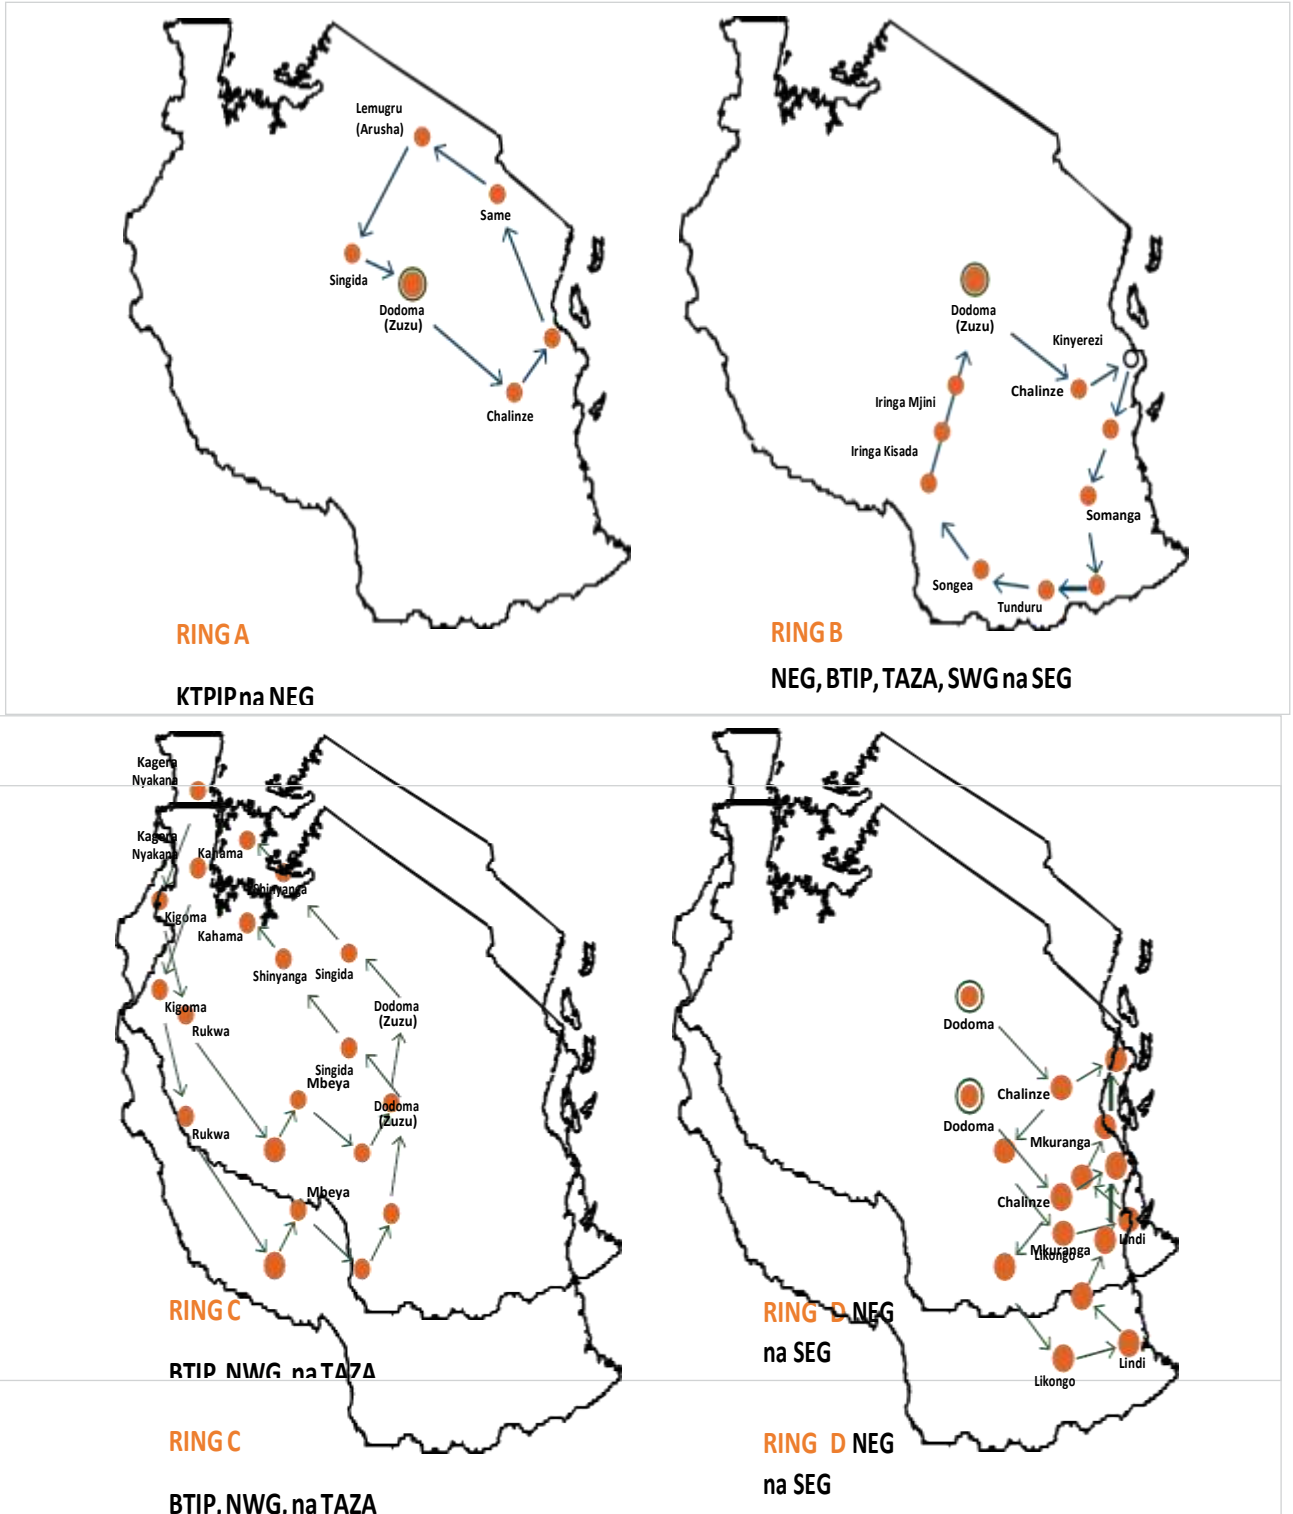 Lemugru
(Arusha)
Same
Singida
Dodoma
(Zuzu)
Chalinze
RING A
KTPIP na NEG
Dodoma
(Zuzu)
Kinyerezi
Chalinze
Iringa Mjini
Iringa Kisada
Somanga
Songea
Tunduru
RING B
NEG, BTIP, TAZA, SWG na SEG
Kagera
Nyakana
Kagera
Nyakana
Kahama
Shinyanga
Kigoma
Kahama
Shinyanga
Singida
Kigoma
Rukwa
Dodoma
(Zuzu)
Singida
Mbeya
Dodoma
(Zuzu)
Rukwa
Mbeya
RING C
BTIP, NWG, na TAZA
RING C
BTIP, NWG, na TAZA
Dodoma
Chalinze
Dodoma
Mkuranga
Chalinze
Lindi
Mkuranga
Likongo
RING D NEG
na SEG
Lindi
Likongo
RING D NEG
na SEG